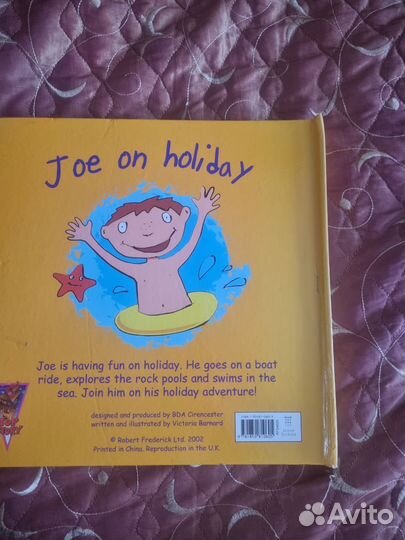 Joe on holiday
Joe is having fun on holiday. He goes on a boat
ride, explores the rock pools and swims in the
sea. Join him on his holiday adventure!
designed and produced by BDA Cirencester
written and illustrated by Victoria Barnard
© Robert Frederick Ltd. 2002
Printed in China. Reproduction in the U.K.
Avito